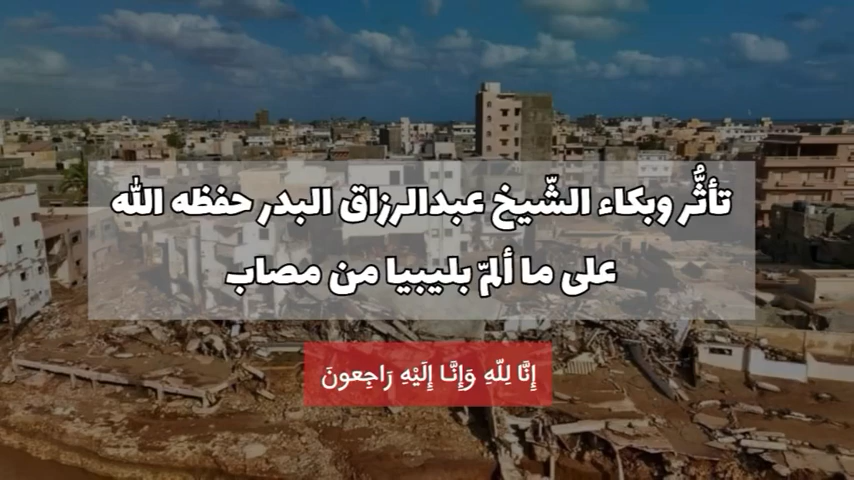 تأثُّر وبكاء الشّيخ عبدالرزاق البدر حفظه الله
على ما ألمّ بليبيا من مصاب
إِنَّا لِلّهِ وَإِنَّا إِلَيْهِ رَاجِعونَ